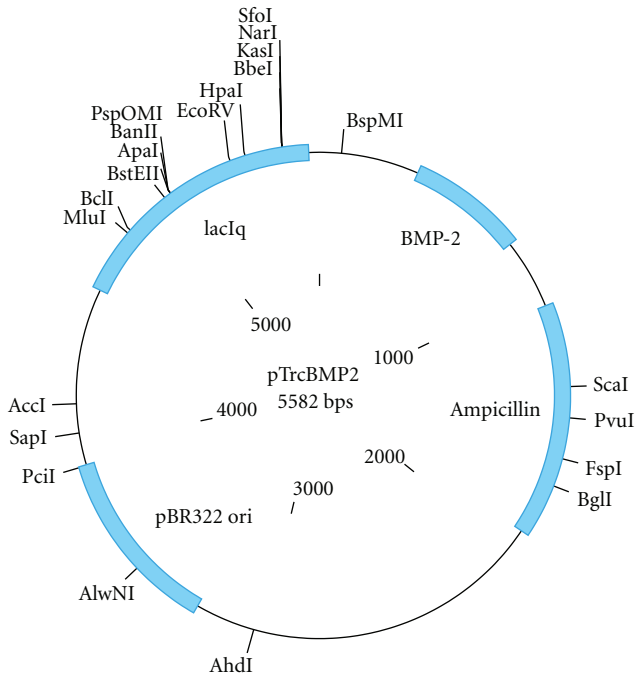 SfoI
NarI
KasI
BbeI
HpaI
EcoRV
PspOMI
BanII
ApaI
BstEII
BclI
MluI
BspMI
lacIq
BMP-2
5000
1000
pTrcBMP2
5582 bps
4000
Ampicillin
ScaI
PvuI
FspI
BglI
AccI
SapI
PciI
2000
3000
pBR322 ori
AlwNI
AhdI